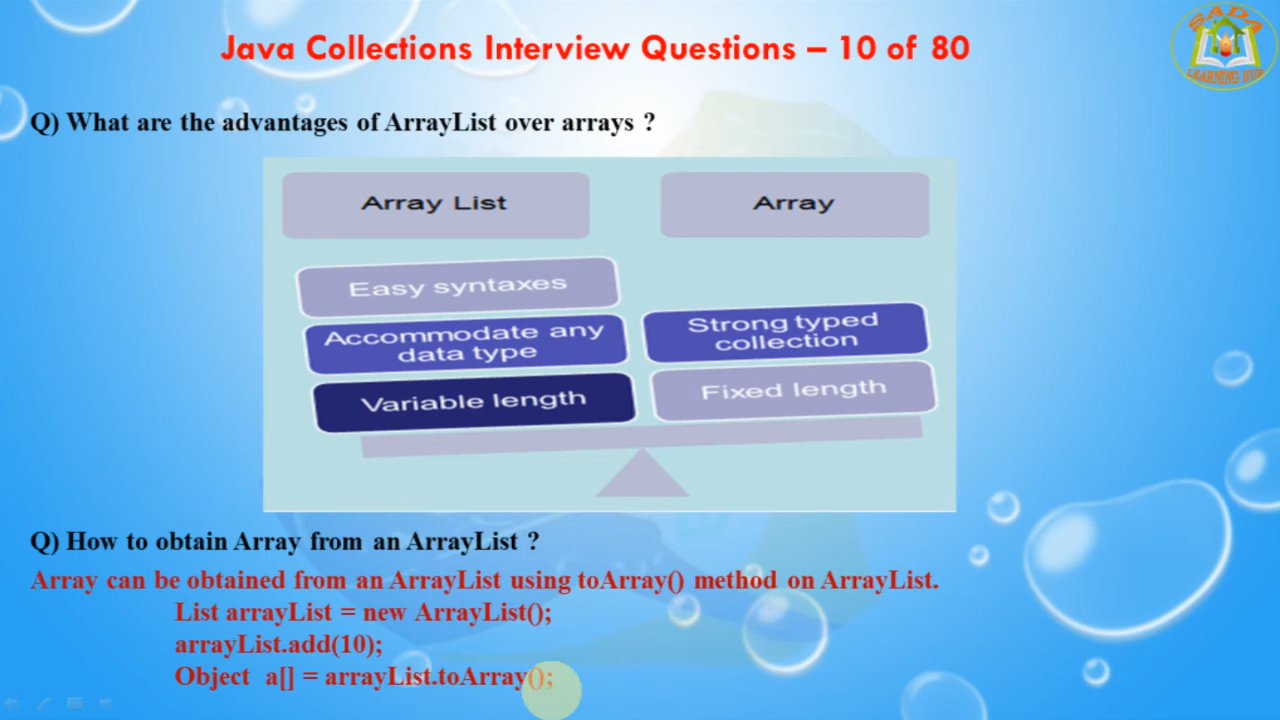 Java Collections Interview Questions – 10 of 80
SADA
LEARNING HUB
Q) What are the advantages of ArrayList over arrays ?
Array List
Array
Easy syntaxes
Accommodate any
data type
Variable length
Strong typed
collection
Fixed length
Q) How to obtain Array from an ArrayList ?
Array can be obtained from an ArrayList using toArray() method on ArrayList.
List arrayList = new ArrayList();
arrayList.add(10);
Object a[] = arrayList.toArray();